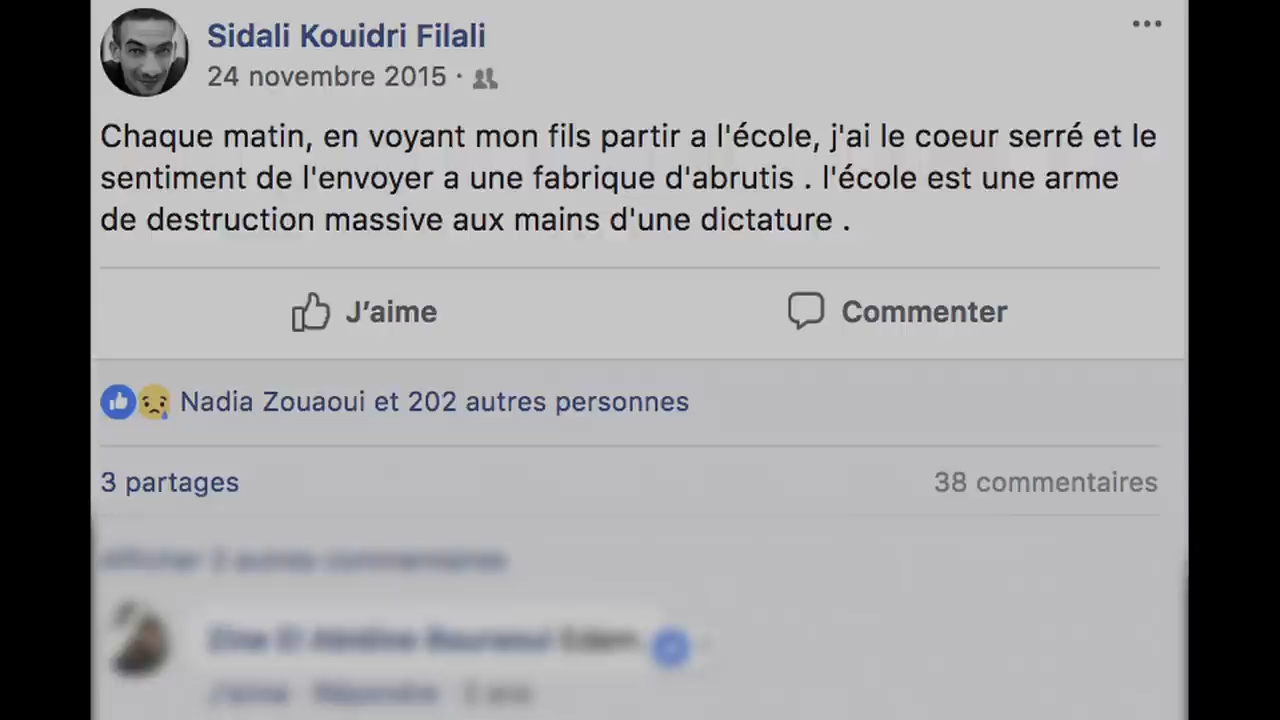 Sidali Kouidri Filali
24 novembre 2015 ·
Chaque matin, en voyant mon fils partir a l'école, j'ai le coeur serré et le
sentiment de l'envoyer a une fabrique d'abrutis . l'école est une arme
de destruction massive aux mains d'une dictature .
J'aime
Commenter
Nadia Zouaoui et 202 autres personnes
3 partages
38 commentaires